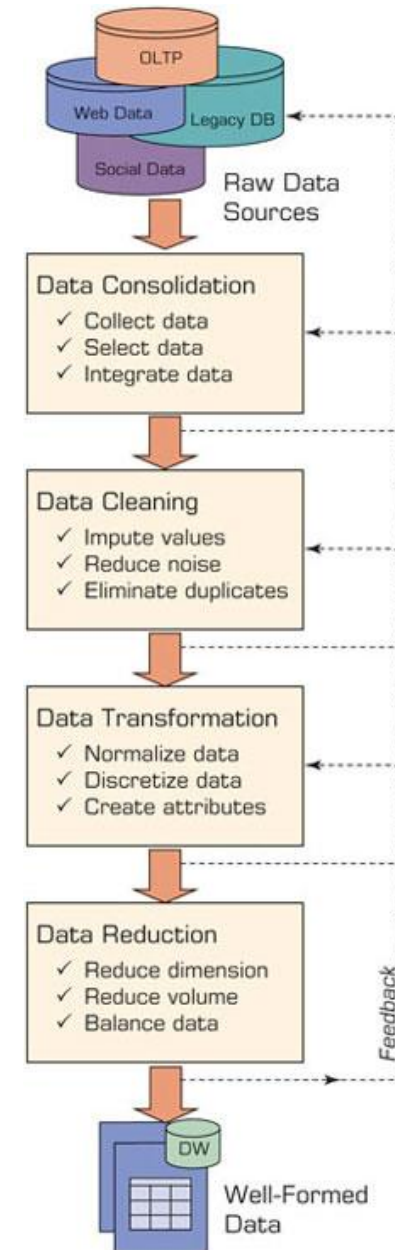 OLTP
Web Data
Legacy DB
Social Data
Raw Data
Sources
Data Consolidation
✓ Collect data
✓ Select data
✓ Integrate data
Data Cleaning
✓ Impute values
✓ Reduce noise
✓ Eliminate duplicates
Data Transformation
✓ Normalize data
✓ Discretize data
✓ Create attributes
Data Reduction
✓ Reduce dimension
✓ Reduce volume
✓ Balance data
Feedback
DW
Well-Formed
Data